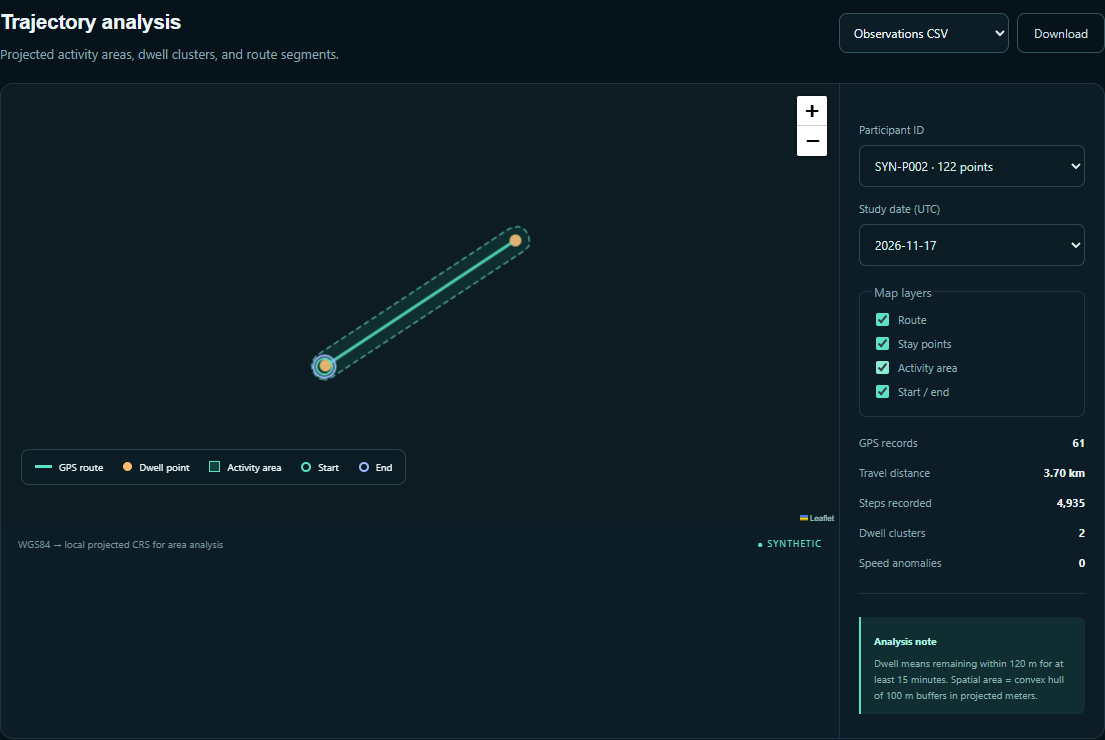 Trajectory analysis
Projected activity areas, dwell clusters, and route segments.
Observations CSV
Download
+
−
GPS route
Dwell point
Activity area
Start
End
Leaflet
WGS84 → local projected CRS for area analysis
SYNTHETIC
Participant ID
SYN-P002 · 122 points
Study date (UTC)
2026-11-17
Map layers
Route
Stay points
Activity area
Start / end
GPS records 61
Travel distance 3.70 km
Steps recorded 4,935
Dwell clusters 2
Speed anomalies 0
Analysis note
Dwell means remaining within 120 m for at
least 15 minutes. Spatial area = convex hull
of 100 m buffers in projected meters.